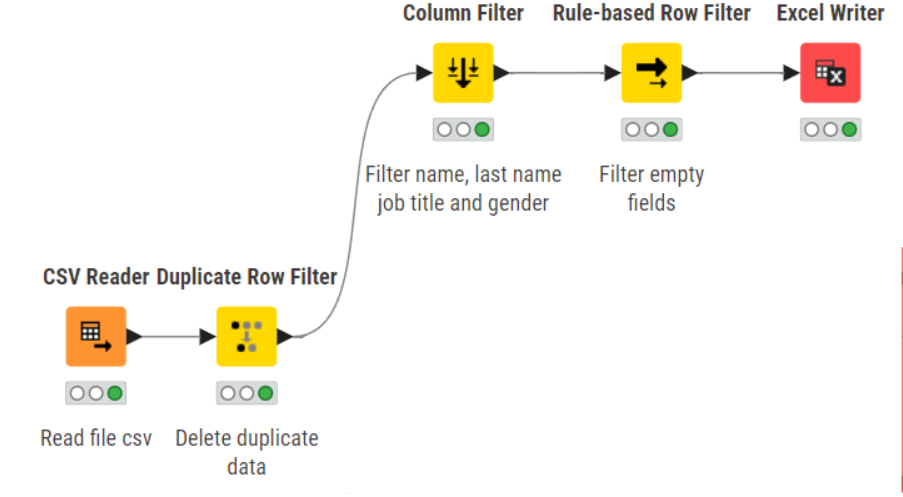 Column Filter Rule-based Row Filter Excel Writer
Filter name, last name
job title and gender
Filter empty
fields
CSV Reader Duplicate Row Filter
Read file csv
Delete duplicate
data